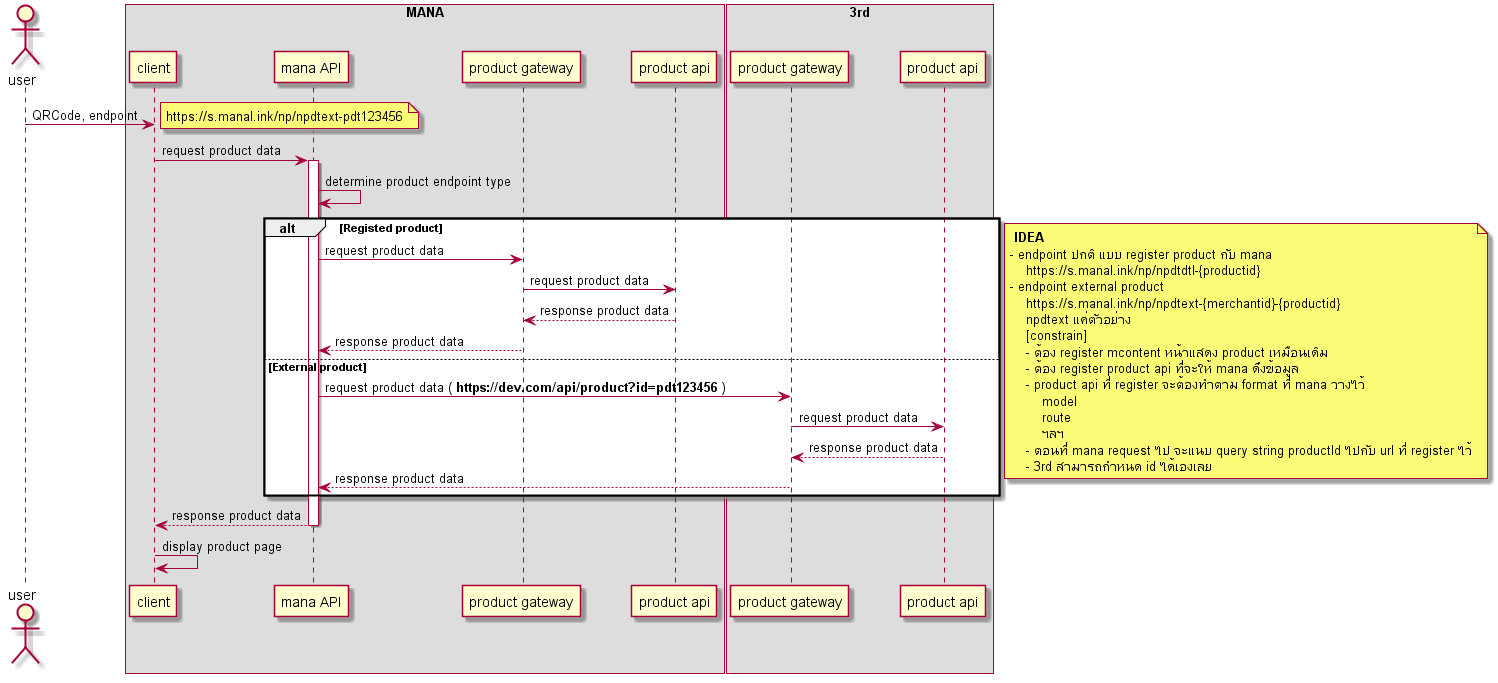 MANA
3rd
user
client
mana API
product gateway
product api
product gateway
product api
QRCode, endpoint
https://s.manal.ink/np/npdtext-pdt123456
request product data
determine product endpoint type
alt
[Registed product]
request product data
request product data
response product data
response product data
[External product]
request product data ( https://dev.com/api/product?id=pdt123456 )
request product data
response product data
response product data
IDEA
- endpoint ปกติ แบบ register product กับ mana
https://s.manal.ink/np/npdtdtl-{productid}
- endpoint external product
https://s.manal.ink/np/npdtext-{merchantid}-{productid}
npdtext แค่ตัวอย่าง
[constrain]
- ต้อง register mcontent หน้าแสดง product เหมือนเดิม
- ต้อง register product api ที่จะให้ mana ดึงข้อมูล
- product api ที่ register จะต้องทำตาม format ที่ mana วางไว้
model
route
ฯลฯ
- ตอนที่ mana request ไป จะแนบ query string productId ไปกับ url ที่ register ไว้
- 3rd สามารถกำหนด id ได้เองเลย
response product data
display product page
user
client
mana API
product gateway
product api
product gateway
product api